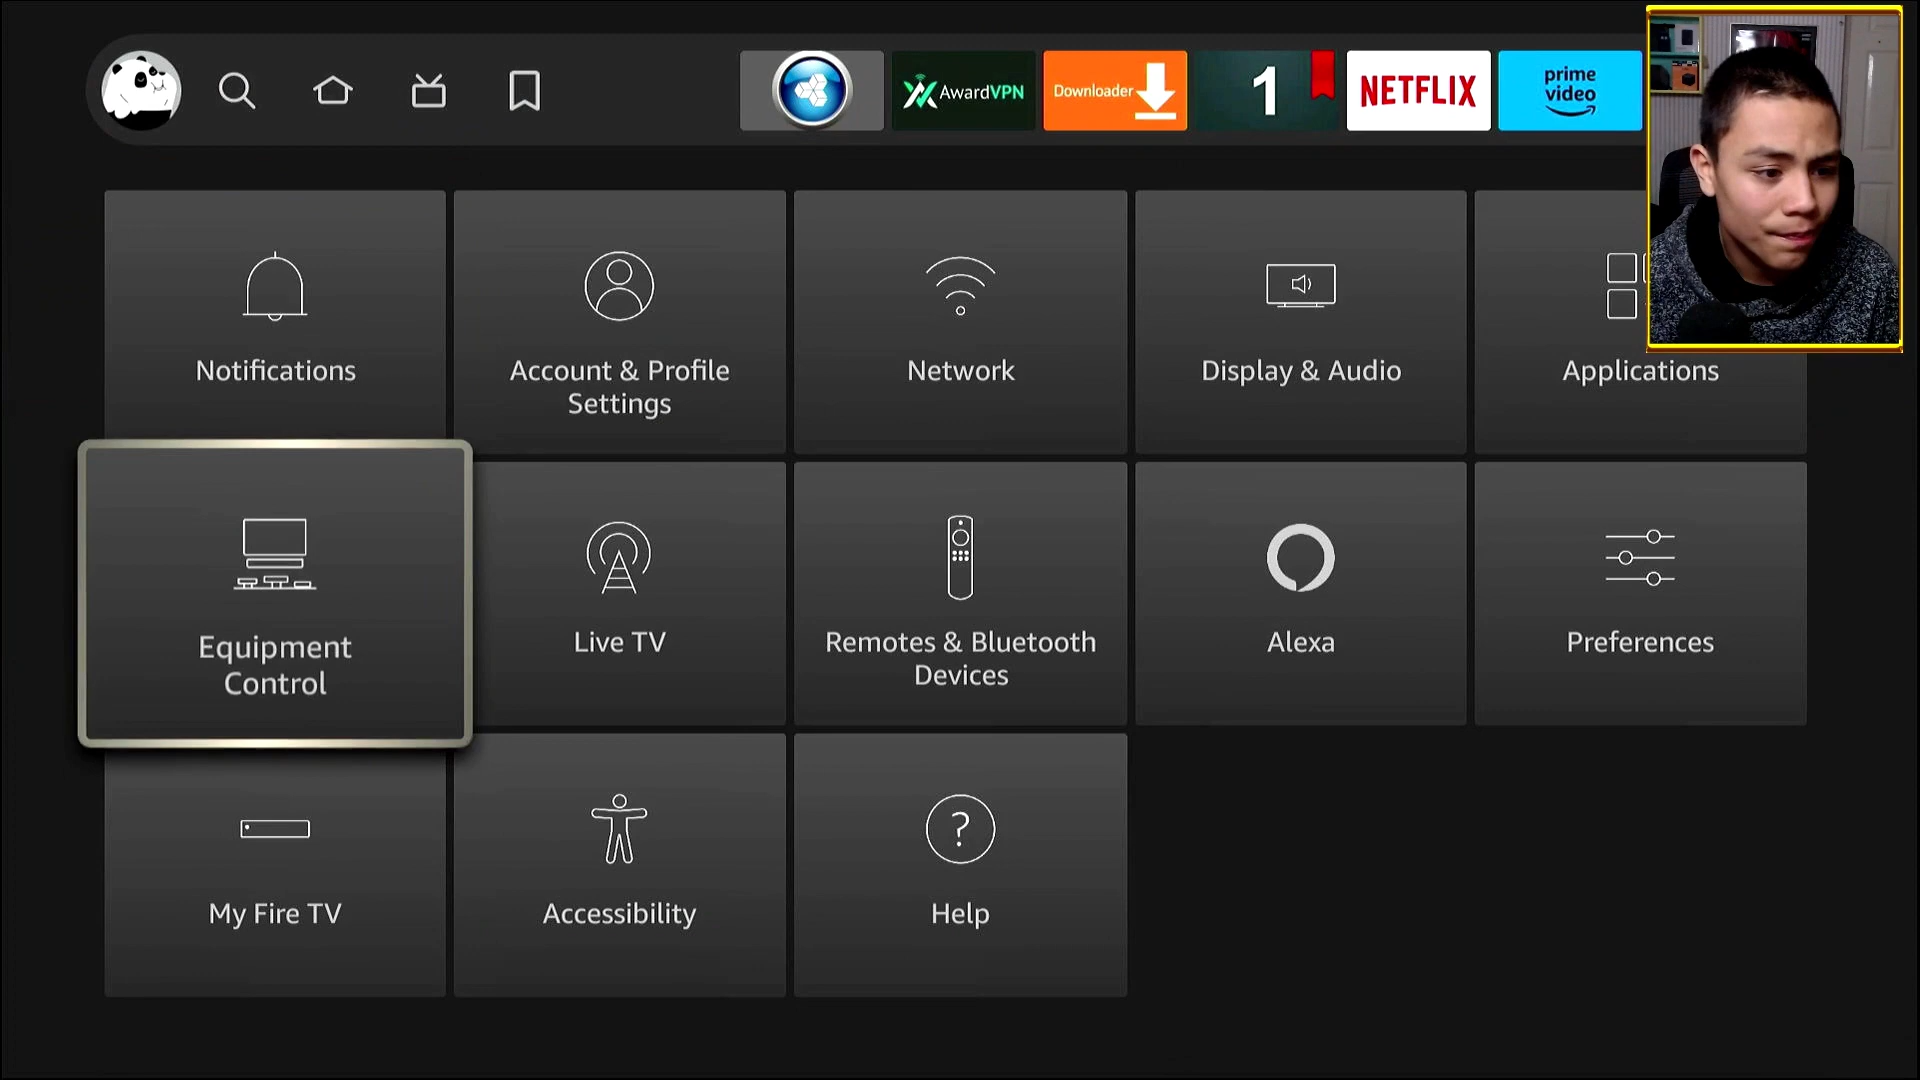 AwardVPN
Downloader
1
NETFLIX
prime
video
Notifications
Account & Profile
Settings
Network
Display & Audio
Applications
Equipment
Control
Live TV
Remotes & Bluetooth
Devices
Alexa
Preferences
My Fire TV
Accessibility
?
Help